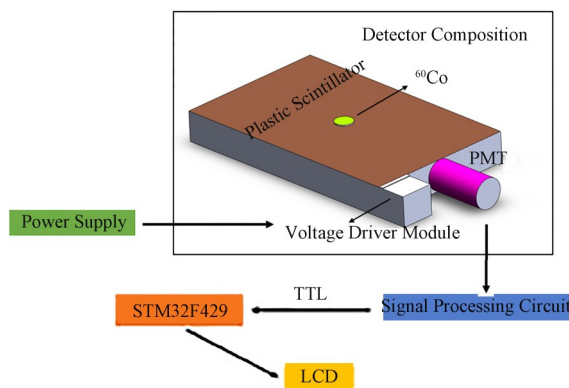 Detector Composition
⁶⁰Co
Plastic Scintillator
PMT
Power Supply
Voltage Driver Module
TTL
STM32F429
Signal Processing Circuit
LCD